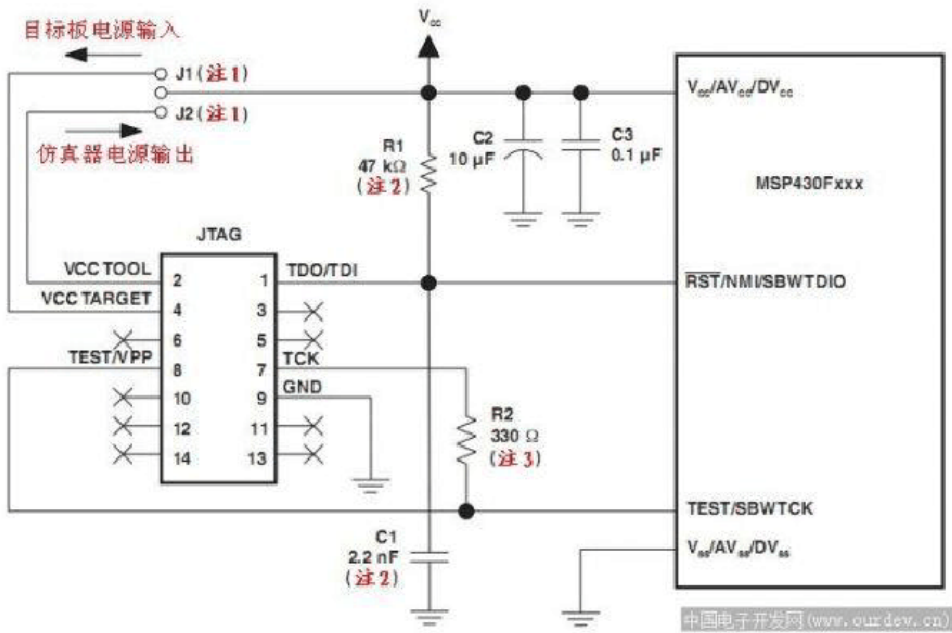 目标板电源输入
J1(注1)
J2(注1)
仿真器电源输出
Vcc
R1
47 kΩ
(注2)
C2
10 μF
C3
0.1 μF
Vcc/AVcc/DVcc
MSP430Fxxx
JTAG
VCC TOOL
2
1
TDO/TDI
RST/NMI/SBWTDIO
VCC TARGET
4
3
6
5
TEST/VPP
8
7
TCK
10
9
GND
12
11
14
13
R2
330 Ω
(注3)
TEST/SBWTCK
C1
2.2 nF
(注2)
Vss/AVss/DVss
中国电子开发网(www.ourdev.cn)